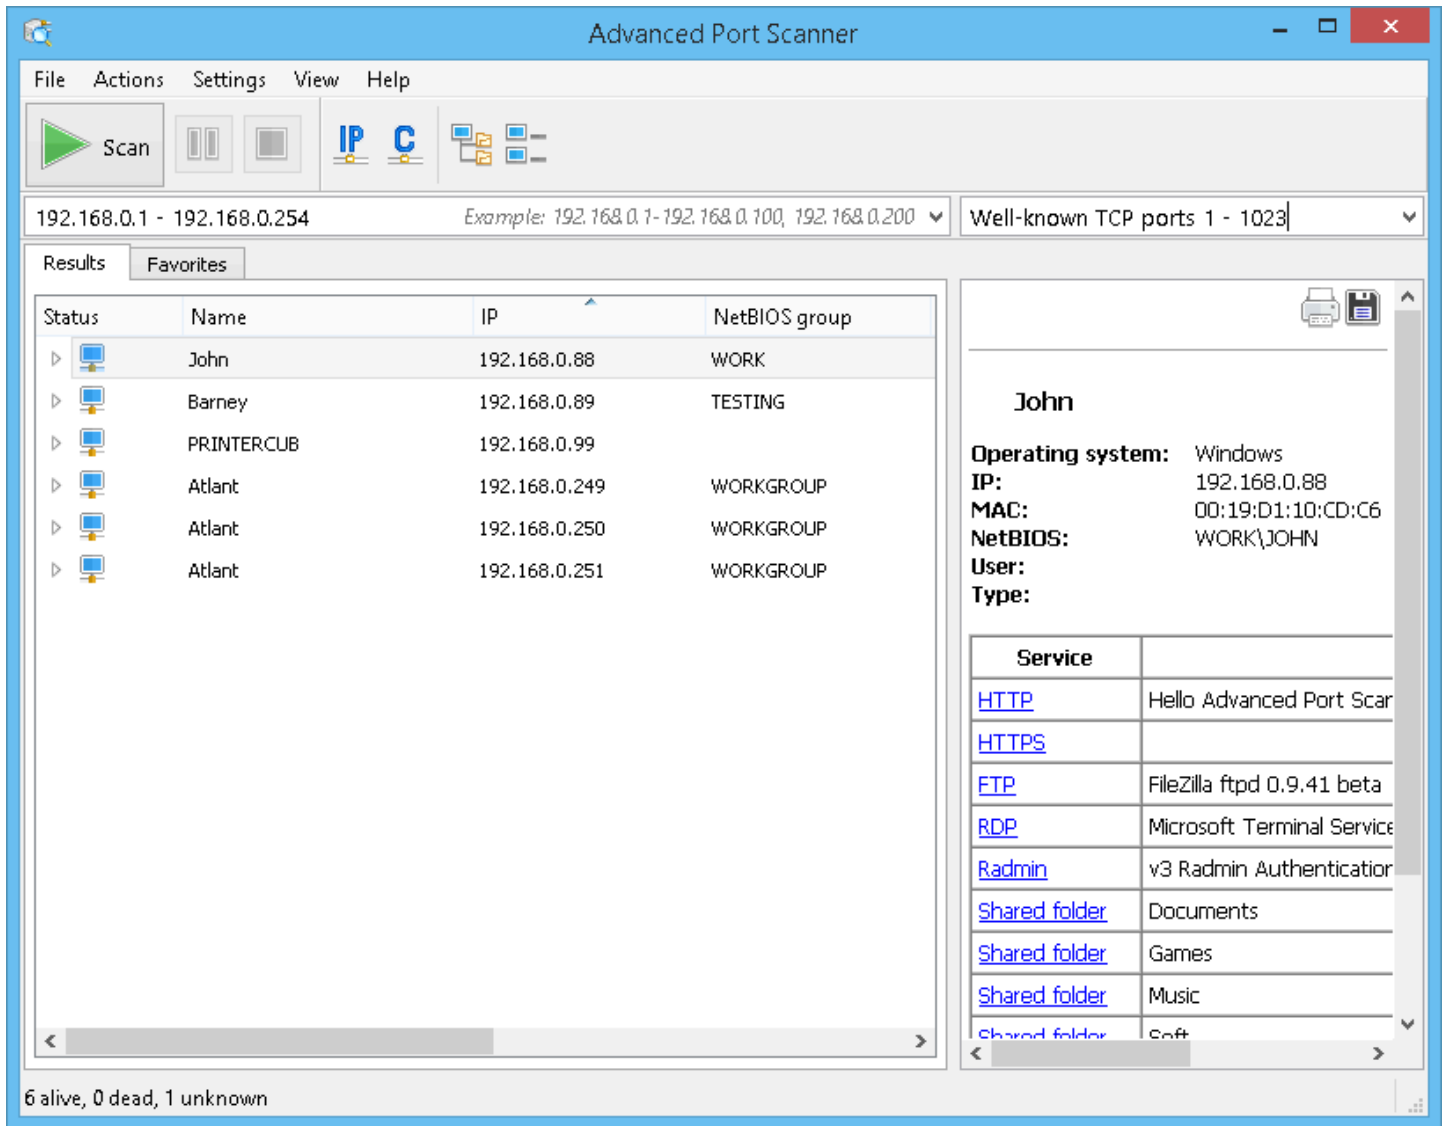 Advanced Port Scanner
File Actions Settings View Help
Scan IP C
192.168.0.1 - 192.168.0.254 Example: 192.168.0.1-192.168.0.100, 192.168.0.200 Well-known TCP ports 1 - 1023
Results Favorites
Status Name IP NetBIOS group
John 192.168.0.88 WORK
Barney 192.168.0.89 TESTING
PRINTERCUB 192.168.0.99
Atlant 192.168.0.249 WORKGROUP
Atlant 192.168.0.250 WORKGROUP
Atlant 192.168.0.251 WORKGROUP
John
Operating system: Windows
IP: 192.168.0.88
MAC: 00:19:D1:10:CD:C6
NetBIOS: WORK\JOHN
User:
Type:
Service
HTTP Hello Advanced Port Scar
HTTPS
FTP FileZilla ftpd 0.9.41 beta
RDP Microsoft Terminal Service
Radmin v3 Radmin Authentication
Shared folder Documents
Shared folder Games
Shared folder Music
Shared folder Soft
6 alive, 0 dead, 1 unknown